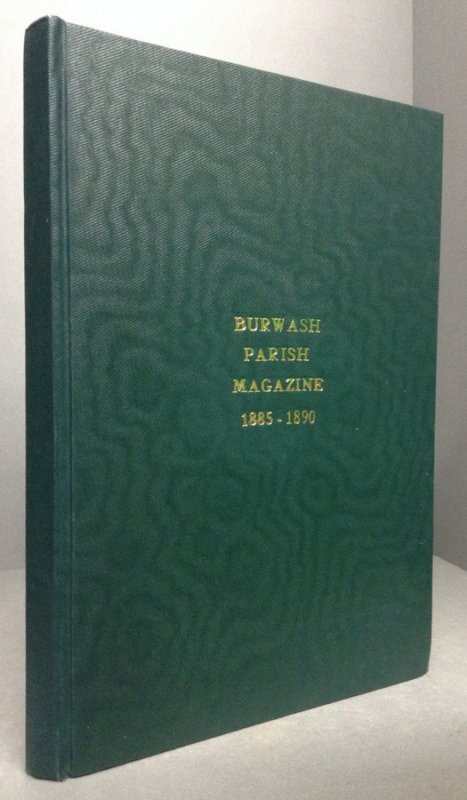 BURWASH
PARISH
MAGAZINE
1885 - 1890